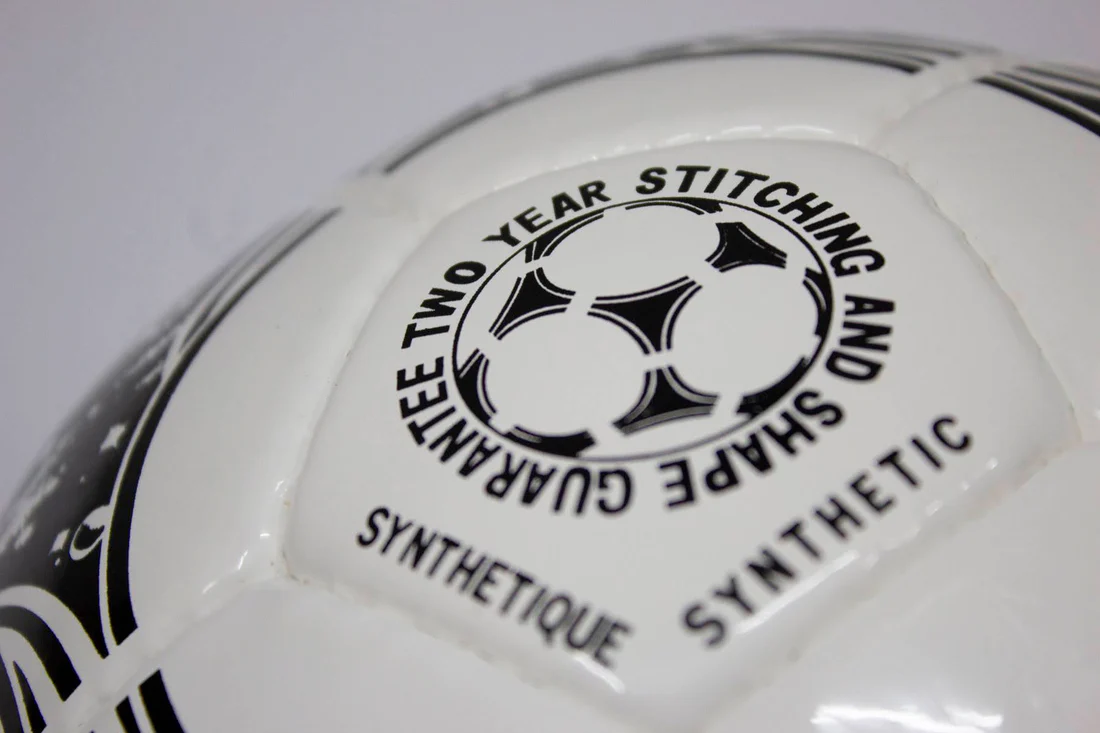 TWO YEAR STITCHING AND SHAPE GUARANTEE
SYNTHETIQUE
SYNTHETIC